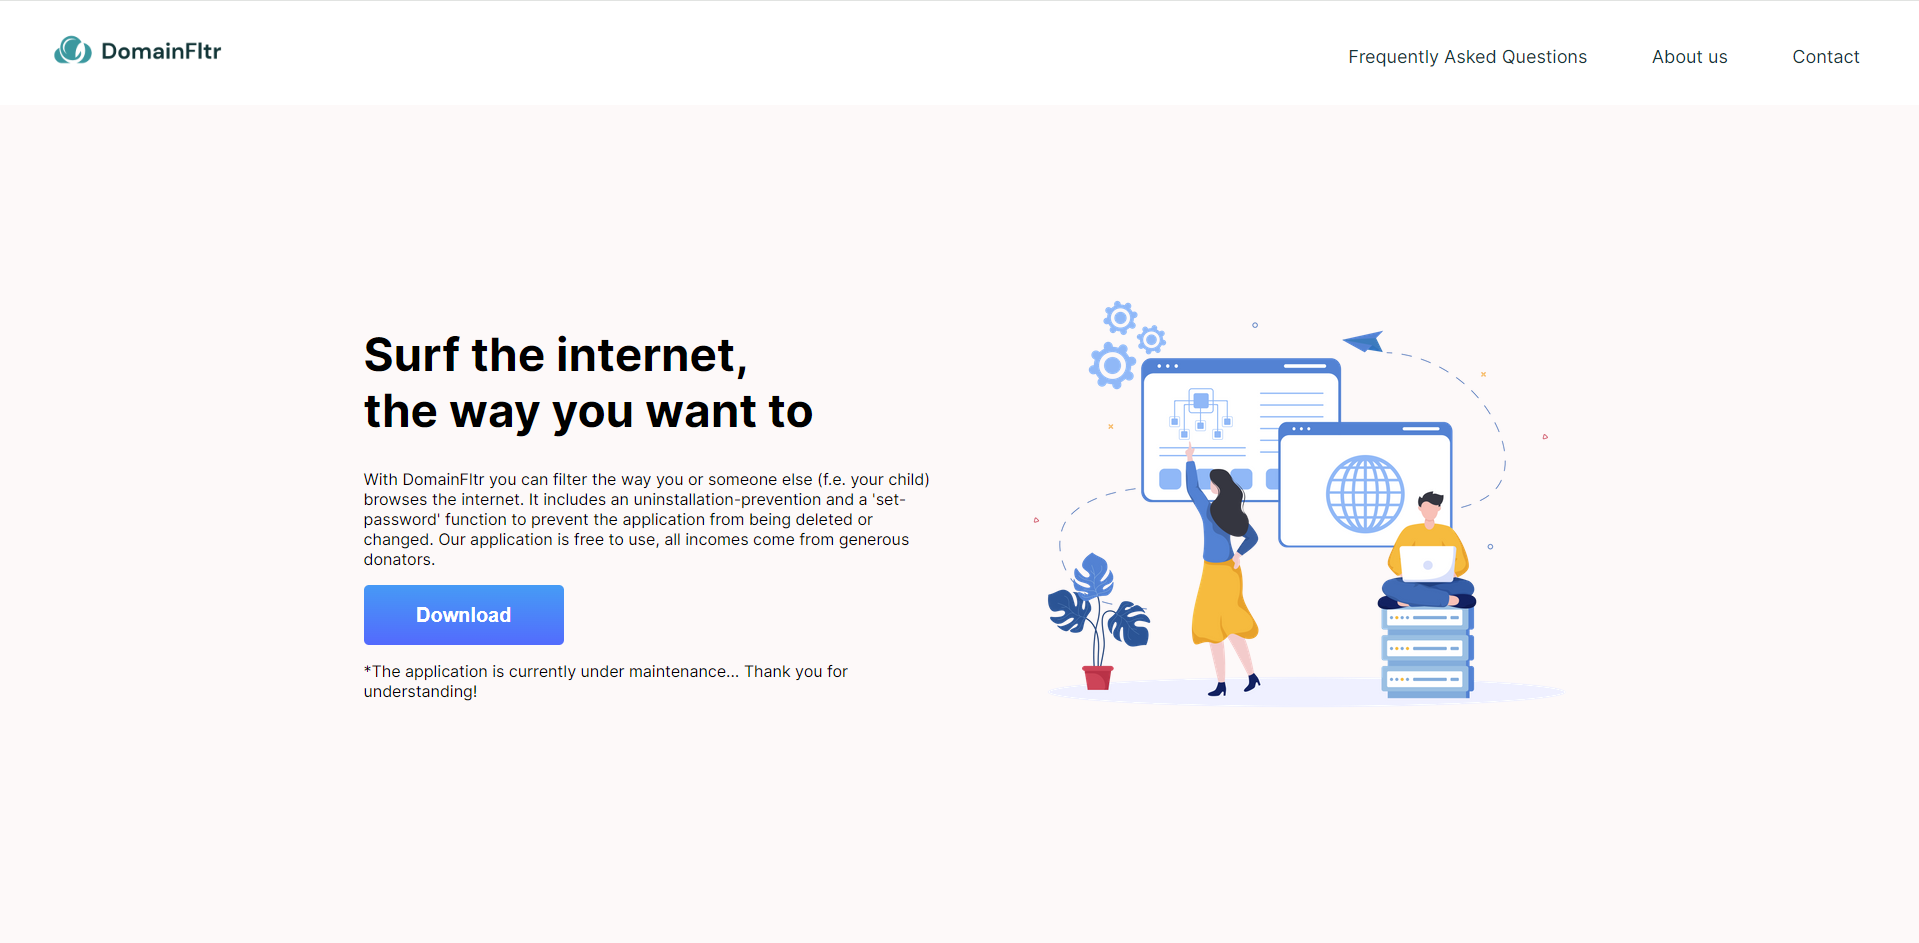 DomainFltr
Frequently Asked Questions
About us
Contact
Surf the internet,
the way you want to
With DomainFltr you can filter the way you or someone else (f.e. your child)
browses the internet. It includes an uninstallation-prevention and a 'set-
password' function to prevent the application from being deleted or
changed. Our application is free to use, all incomes come from generous
donators.
Download
*The application is currently under maintenance... Thank you for
understanding!